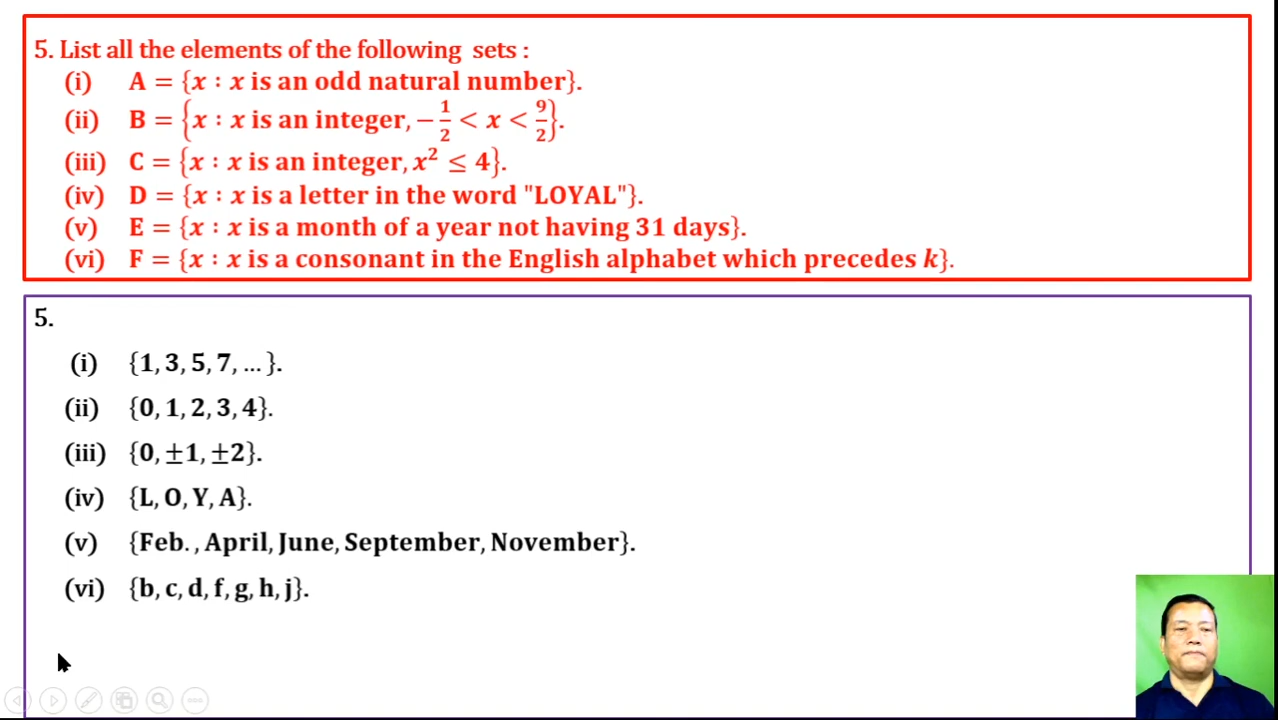 5. List all the elements of the following sets :
(i) A = {x : x is an odd natural number}.
(ii) B = {x : x is an integer, −1/2 < x < 9/2}.
(iii) C = {x : x is an integer, x² ≤ 4}.
(iv) D = {x : x is a letter in the word "LOYAL"}.
(v) E = {x : x is a month of a year not having 31 days}.
(vi) F = {x : x is a consonant in the English alphabet which precedes k}.
5.
(i) {1, 3, 5, 7, … }.
(ii) {0, 1, 2, 3, 4}.
(iii) {0, ±1, ±2}.
(iv) {L, O, Y, A}.
(v) {Feb. , April, June, September, November}.
(vi) {b, c, d, f, g, h, j}.